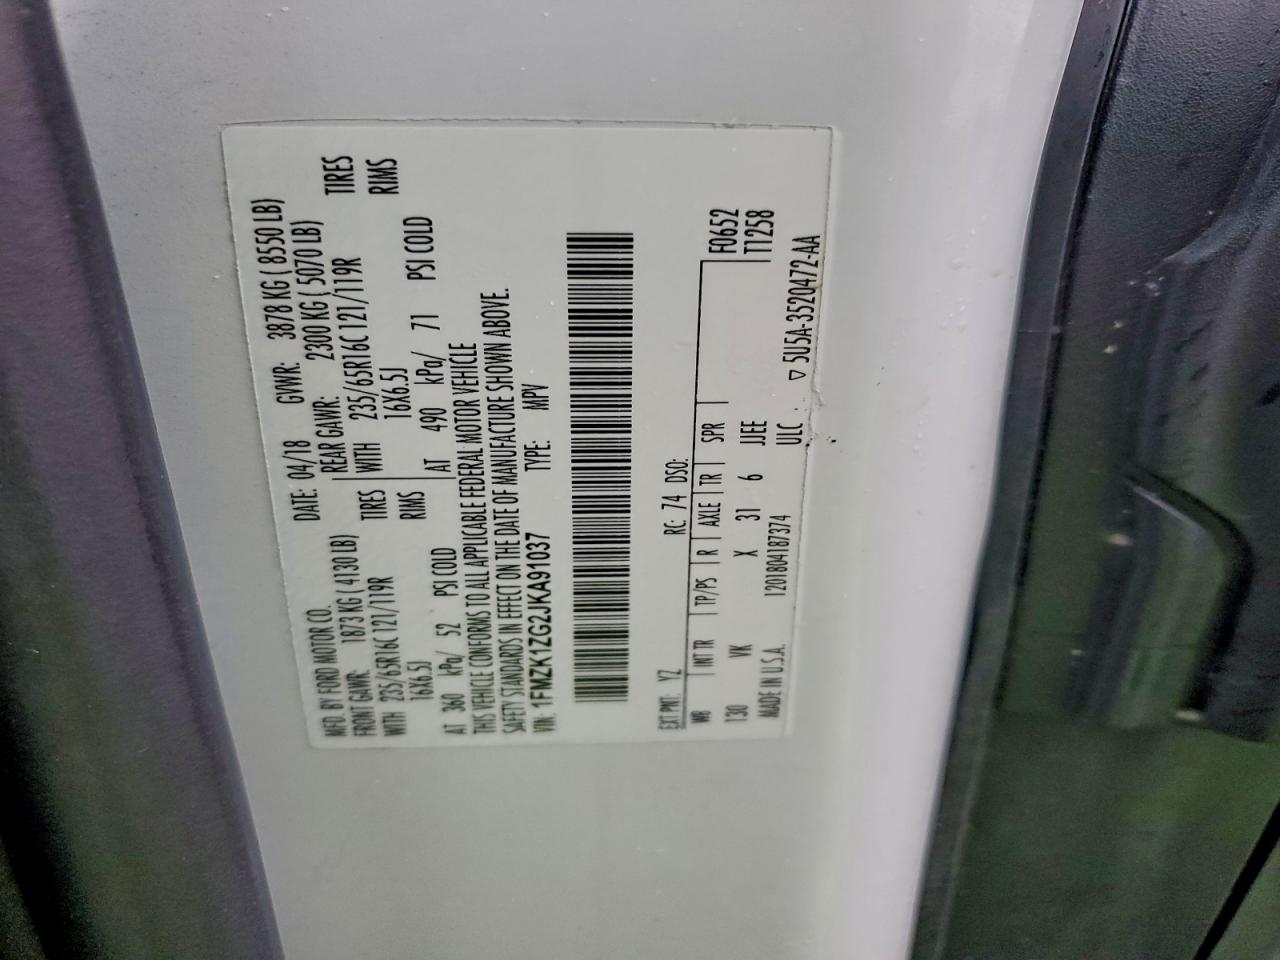 MFD. BY FORD MOTOR CO.
DATE: 04/18 GVWR: 3878 KG ( 8550 LB)
FRONT GAWR: 1873 KG ( 4130 LB) REAR GAWR: 2300 KG ( 5070 LB)
WITH 235/65R16C 121/119R TIRES WITH 235/65R16C 121/119R TIRES
16X6.5J RIMS 16X6.5J RIMS
AT 360 kPa/ 52 PSI COLD AT 490 kPa/ 71 PSI COLD
THIS VEHICLE CONFORMS TO ALL APPLICABLE FEDERAL MOTOR VEHICLE
SAFETY STANDARDS IN EFFECT ON THE DATE OF MANUFACTURE SHOWN ABOVE.
VIN: 1FMZK1ZG2JKA91037 TYPE: MPV
EXT PNT: YZ RC: 74 DSO: F0652
WB INT TR TP/PS R AXLE TR SPR T1258
T30 VK X 31 6 JJEE
MADE IN U.S.A. 1201804187374 ULC . ▽ 5U5A-3520472-AA